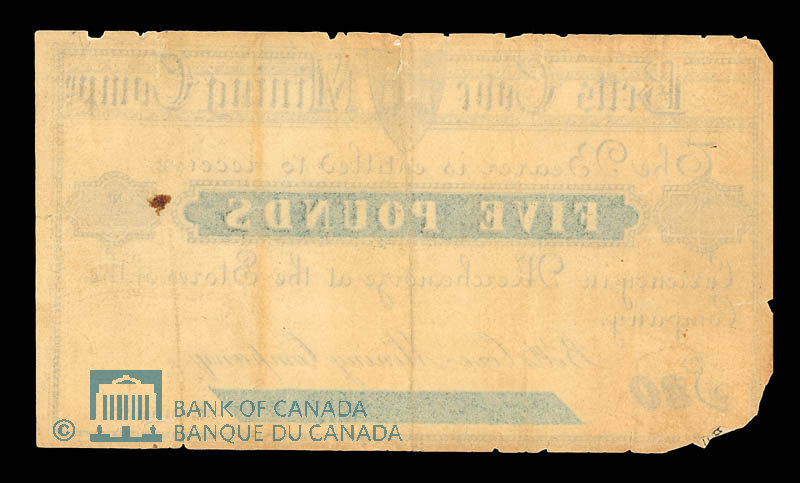 Betts Cove Mining Comp
The Bearer is entitled to receive
FIVE POUNDS
Currency in Merchandize at the Stores of the
Company.
Betts Cove Mining Company
© BANK OF CANADA
BANQUE DU CANADA